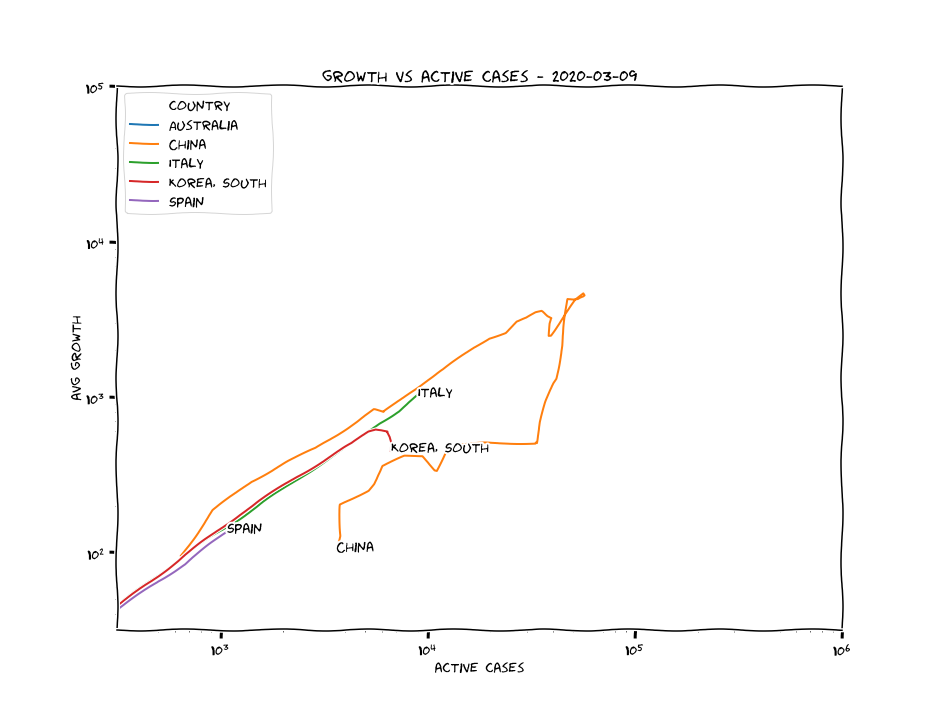 GROWTH VS ACTIVE CASES - 2020-03-09
10⁵
COUNTRY
AUSTRALIA
CHINA
ITALY
KOREA, SOUTH
SPAIN
10⁴
AVG GROWTH
10³
ITALY
KOREA, SOUTH
SPAIN
CHINA
10²
10³ 10⁴ 10⁵ 10⁶
ACTIVE CASES